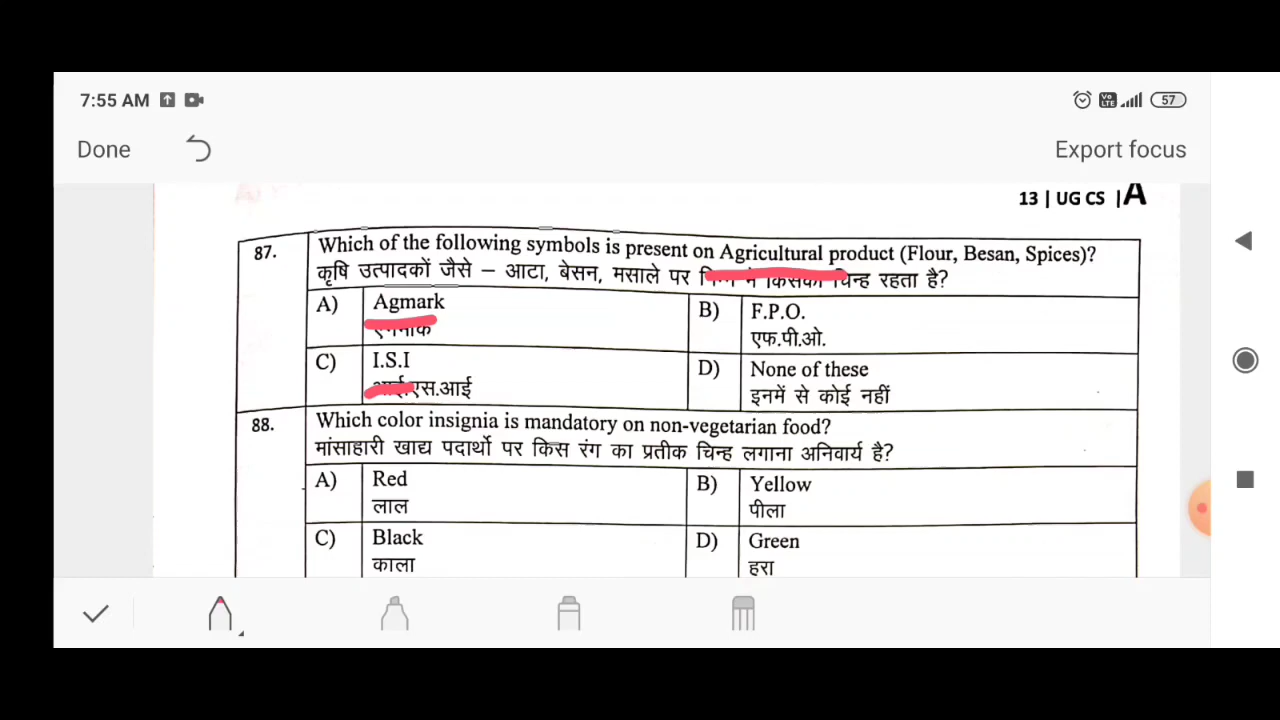 7:55 AM
57
Done
Export focus
13 | UG CS | A
87. Which of the following symbols is present on Agricultural product (Flour, Besan, Spices)?
कृषि उत्पादकों जैसे – आटा, बेसन, मसाले पर निम्न में किसका चिन्ह रहता है?
A) Agmark B) F.P.O.
एगमार्क एफ.पी.ओ.
C) I.S.I D) None of these
आई.एस.आई इनमें से कोई नहीं
88. Which color insignia is mandatory on non-vegetarian food?
मांसाहारी खाद्य पदार्थो पर किस रंग का प्रतीक चिन्ह लगाना अनिवार्य है?
A) Red B) Yellow
लाल पीला
C) Black D) Green
काला हरा